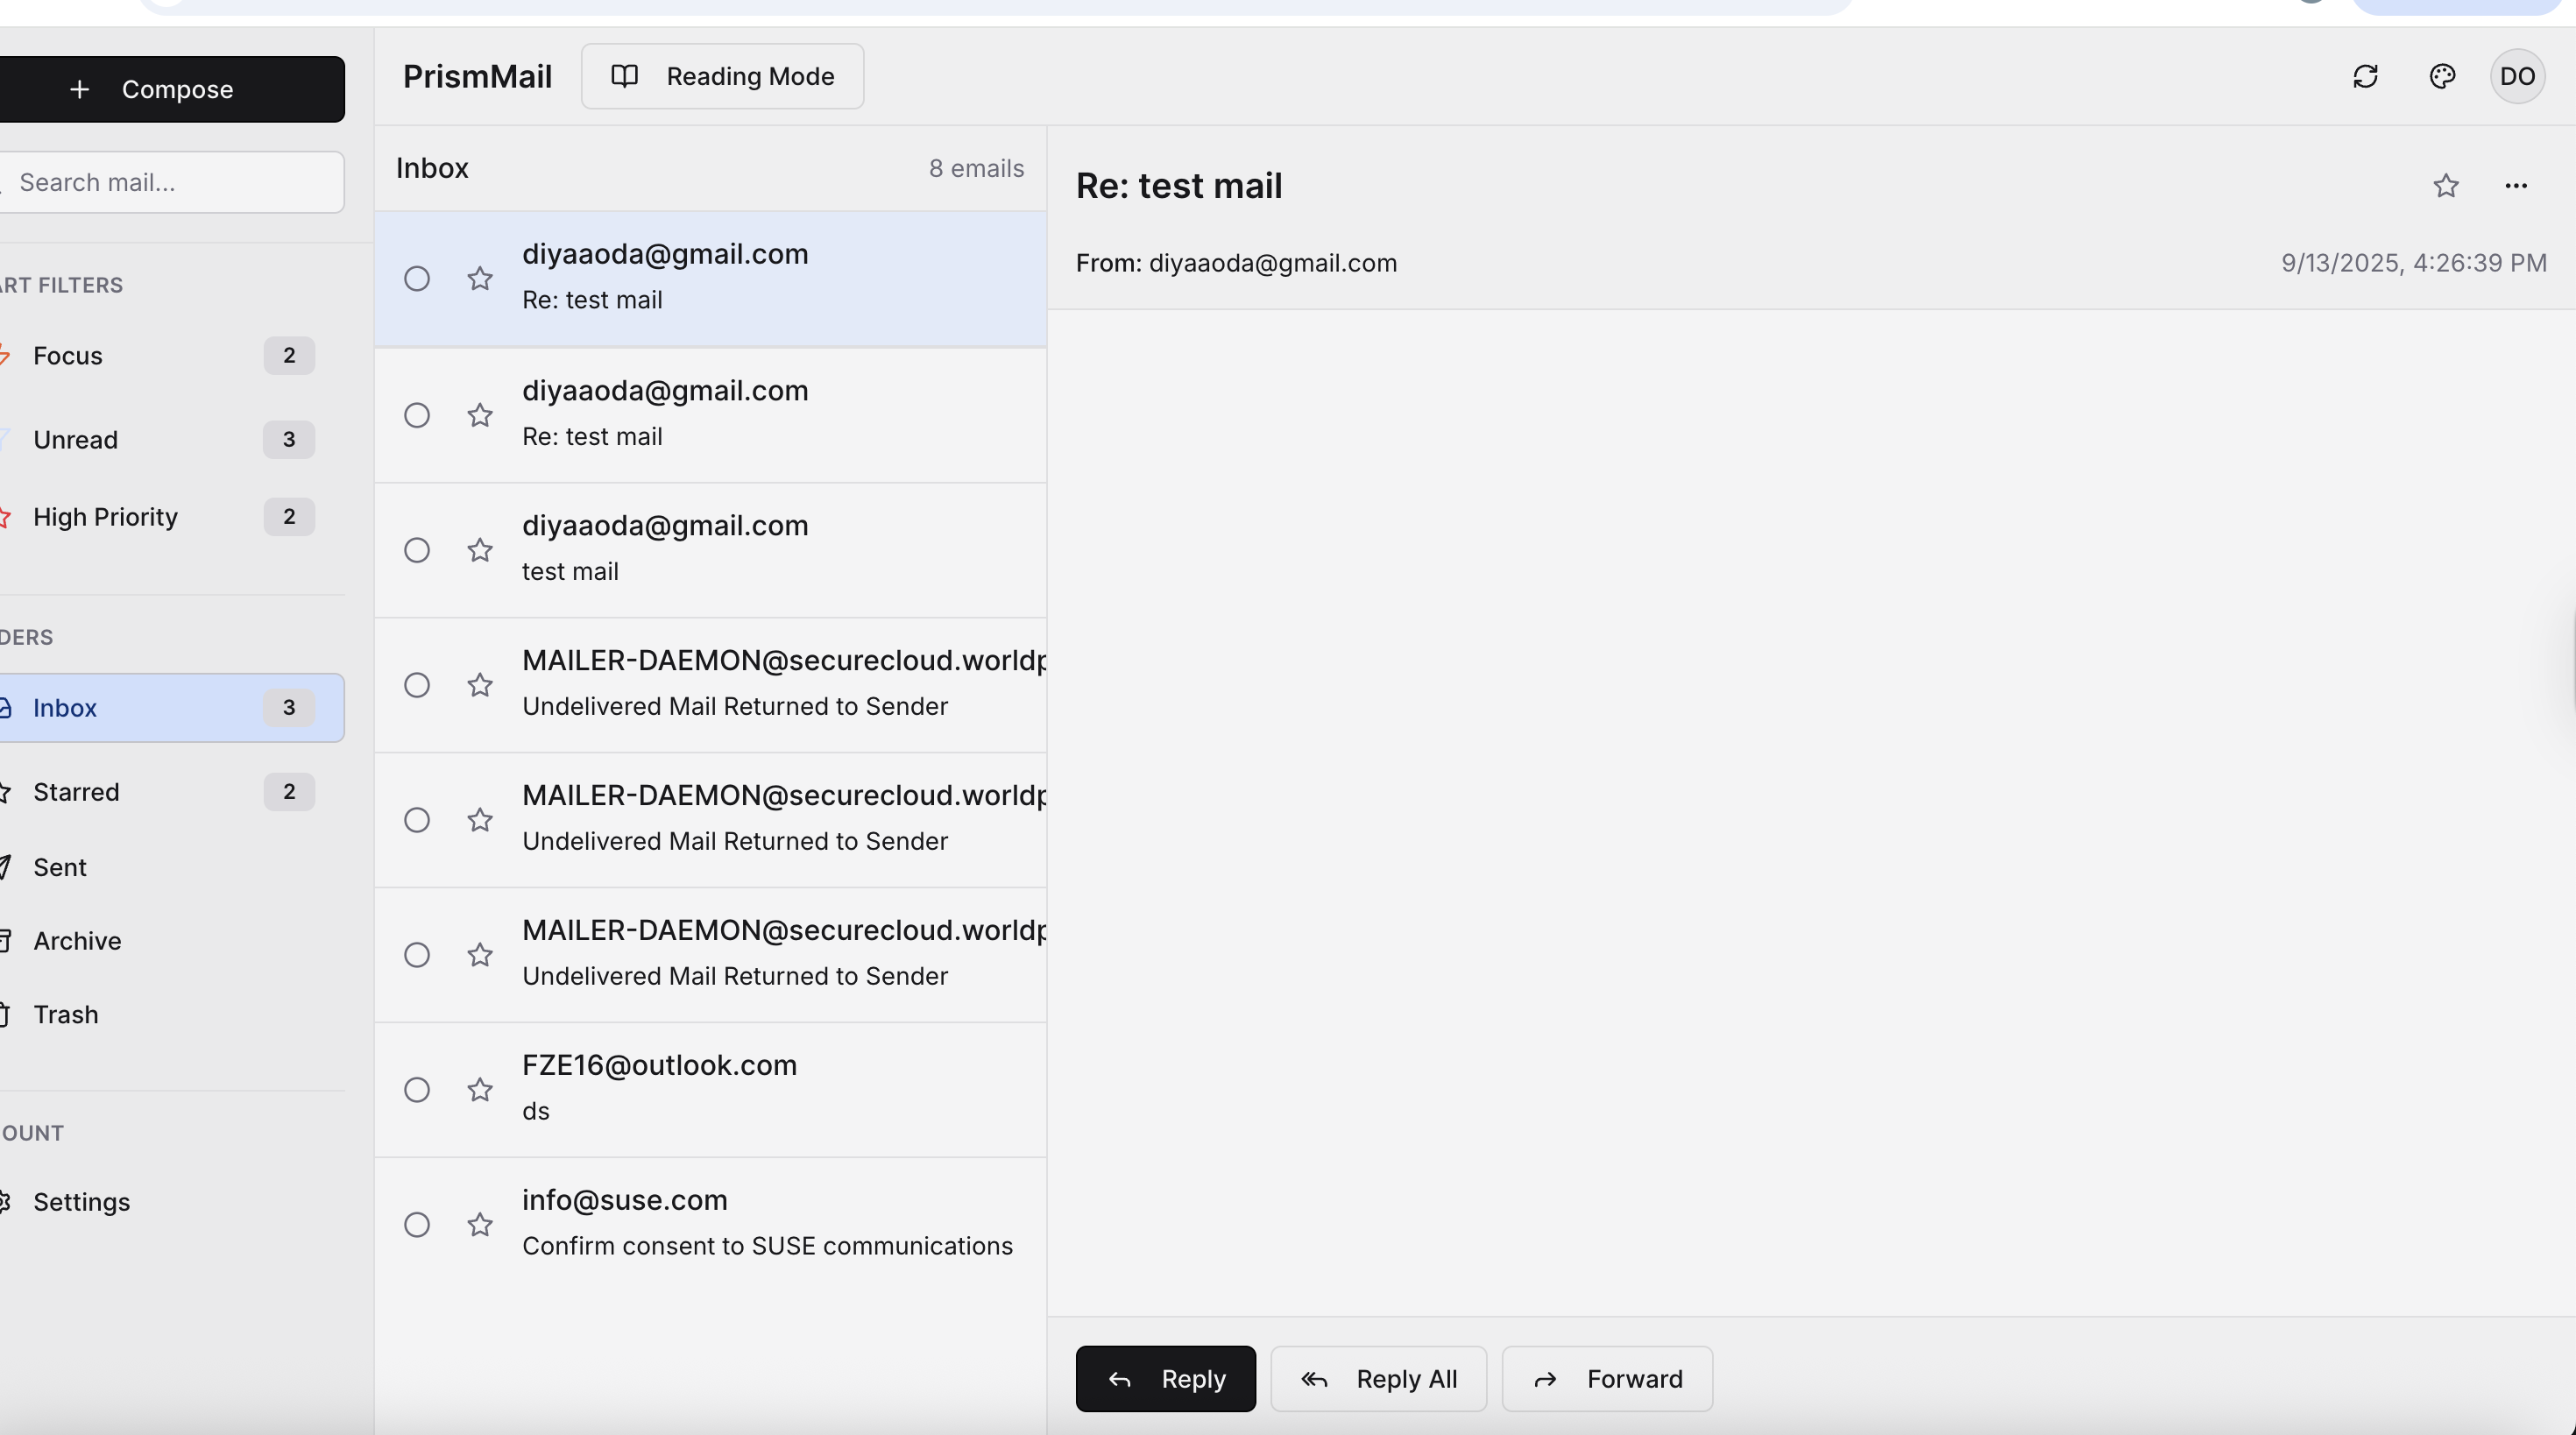 Compose
Search mail...
ART FILTERS
Focus 2
Unread 3
High Priority 2
DERS
Inbox 3
Starred 2
Sent
Archive
Trash
OUNT
Settings
PrismMail
Reading Mode
DO
Inbox 8 emails
diyaaoda@gmail.com
Re: test mail
diyaaoda@gmail.com
Re: test mail
diyaaoda@gmail.com
test mail
MAILER-DAEMON@securecloud.worldp
Undelivered Mail Returned to Sender
MAILER-DAEMON@securecloud.worldp
Undelivered Mail Returned to Sender
MAILER-DAEMON@securecloud.worldp
Undelivered Mail Returned to Sender
FZE16@outlook.com
ds
info@suse.com
Confirm consent to SUSE communications
Re: test mail
From: diyaaoda@gmail.com 9/13/2025, 4:26:39 PM
Reply Reply All Forward